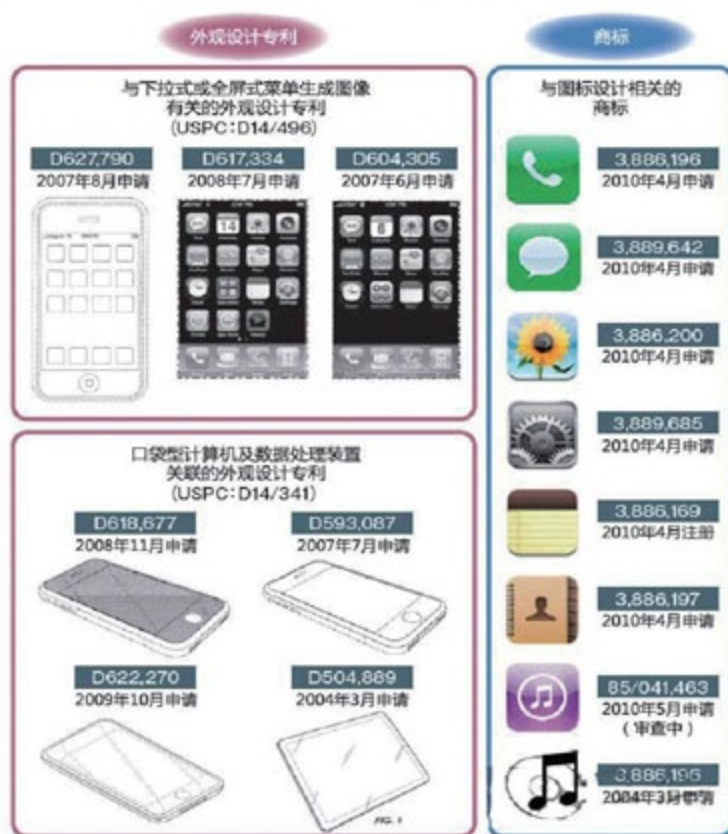 外观设计专利
与下拉式或全屏式菜单生成图像
有关的外观设计专利
(USPC:D14/496)
D627,790
2007年8月申请
D617,334
2008年7月申请
D604,305
2007年6月申请
口袋型计算机及数据处理装置
关联的外观设计专利
(USPC:D14/341)
D618,677
2008年11月申请
D593,087
2007年7月申请
D622,270
2009年10月申请
D504,889
2004年3月申请
FIG. 1
商标
与图标设计相关的
商标
3,886,196
2010年4月申请
3,889,642
2010年4月申请
3,886,200
2010年4月申请
3,889,685
2010年4月申请
3,886,169
2010年4月注册
3,886,197
2010年4月申请
85/041,463
2010年5月申请
(审查中)
2004年3月申请